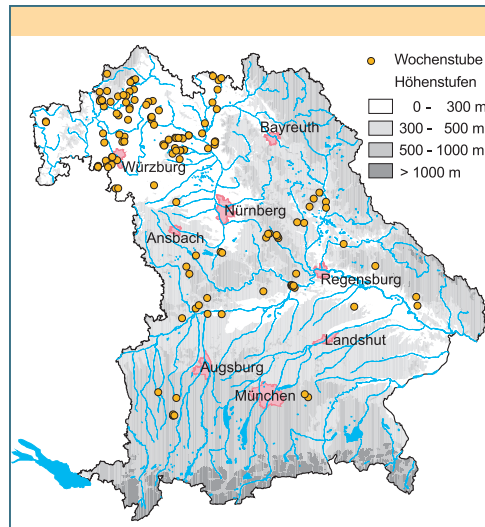 Wochenstube
Höhenstufen
0 - 300 m
300 - 500 m
500 - 1000 m
> 1000 m
Bayreuth
Würzburg
Nürnberg
Ansbach
Regensburg
Landshut
Augsburg
München